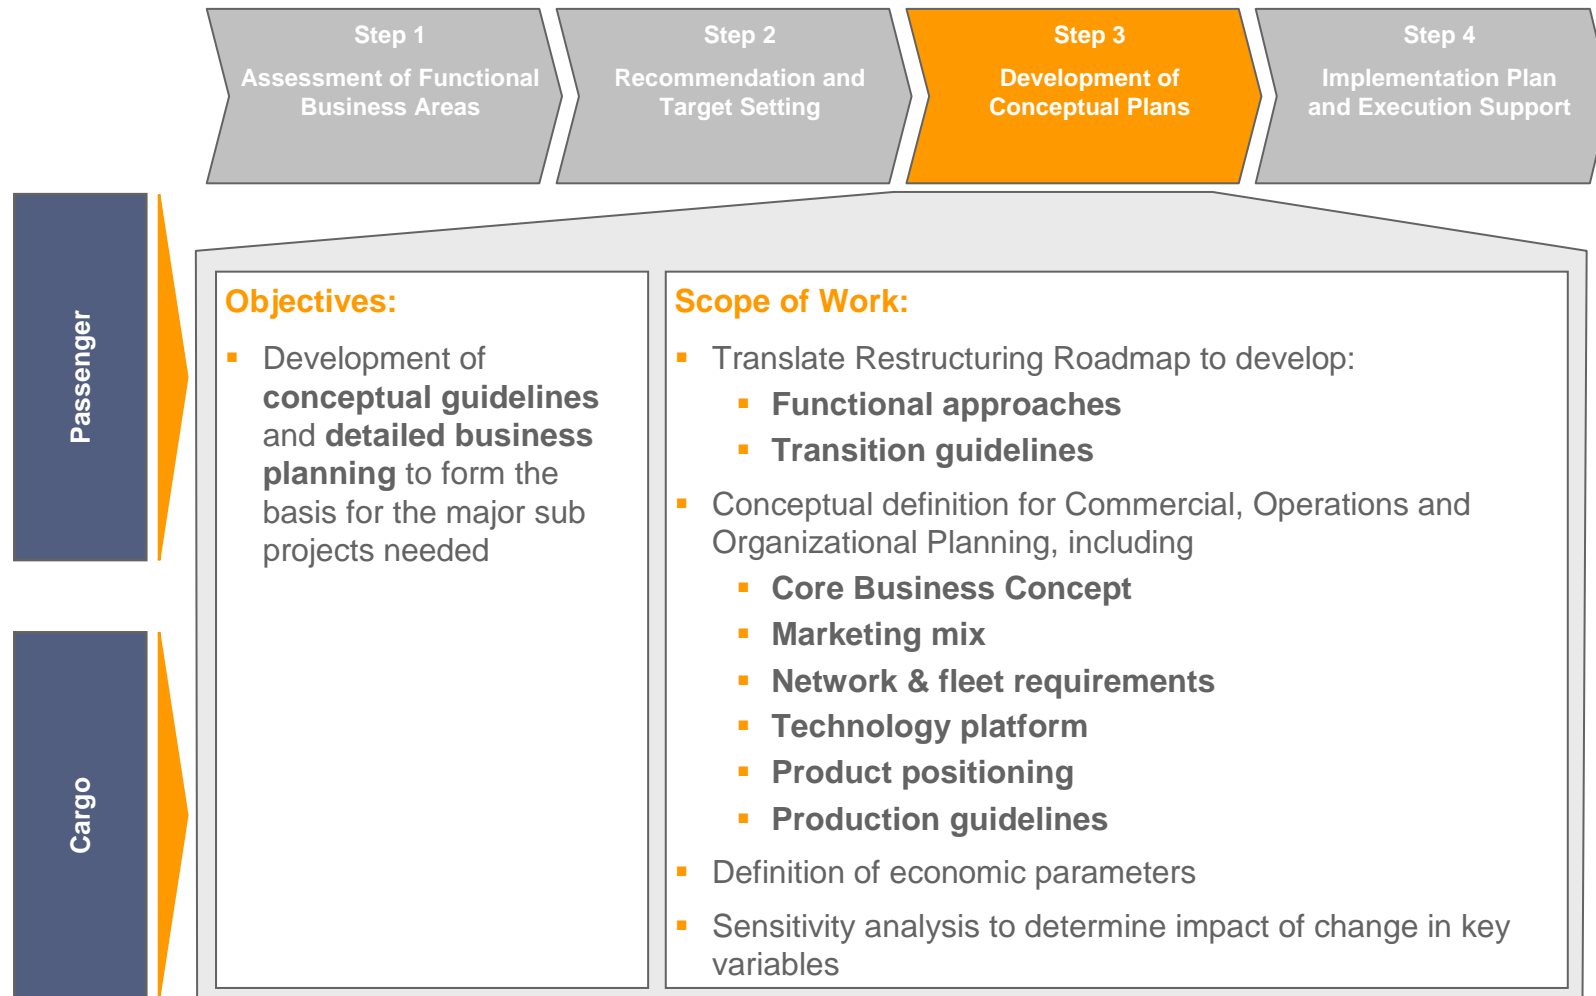 Step 1
Assessment of Functional
Business Areas
Step 2
Recommendation and
Target Setting
Step 3
Development of
Conceptual Plans
Step 4
Implementation Plan
and Execution Support
Passenger
Cargo
Objectives:
▪ Development of
conceptual guidelines
and detailed business
planning to form the
basis for the major sub
projects needed
Scope of Work:
▪ Translate Restructuring Roadmap to develop:
▪ Functional approaches
▪ Transition guidelines
▪ Conceptual definition for Commercial, Operations and
Organizational Planning, including
▪ Core Business Concept
▪ Marketing mix
▪ Network & fleet requirements
▪ Technology platform
▪ Product positioning
▪ Production guidelines
▪ Definition of economic parameters
▪ Sensitivity analysis to determine impact of change in key
variables